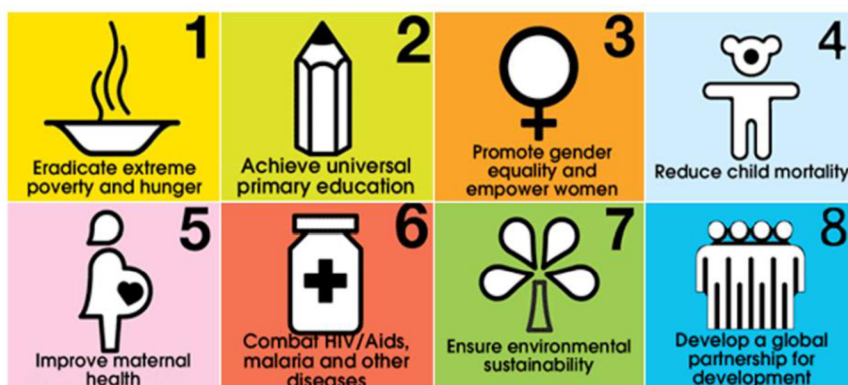 1
Eradicate extreme
poverty and hunger
2
Achieve universal
primary education
3
Promote gender
equality and
empower women
4
Reduce child mortality
5
Improve maternal
health
6
Combat HIV/Aids,
malaria and other
diseases
7
Ensure environmental
sustainability
8
Develop a global
partnership for
development